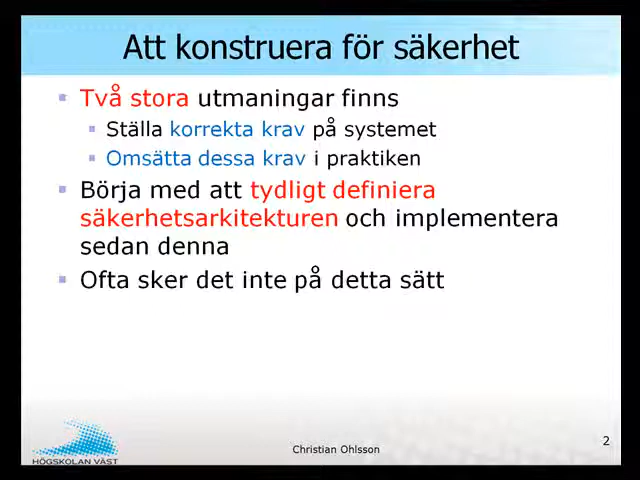 Att konstruera för säkerhet
Två stora utmaningar finns
Ställa korrekta krav på systemet
Omsätta dessa krav i praktiken
Börja med att tydligt definiera
säkerhetsarkitekturen och implementera
sedan denna
Ofta sker det inte på detta sätt
HÖGSKOLAN VÄST
Christian Ohlsson
2